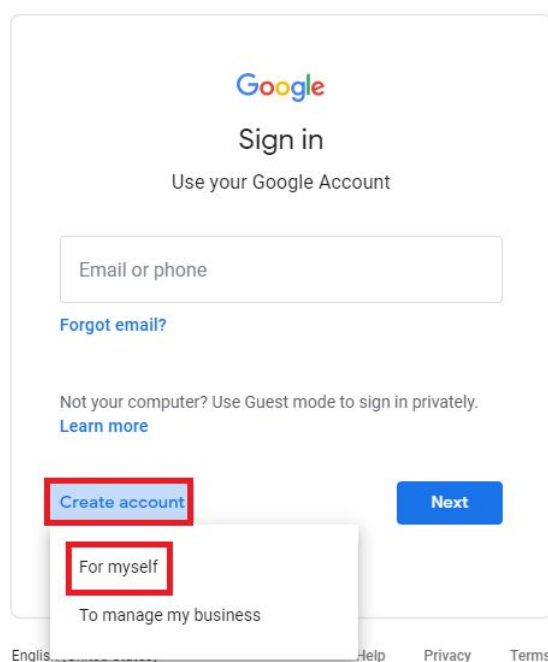 Google
Sign in
Use your Google Account
Email or phone
Forgot email?
Not your computer? Use Guest mode to sign in privately.
Learn more
Create account
Next
For myself
To manage my business
Help Privacy Terms